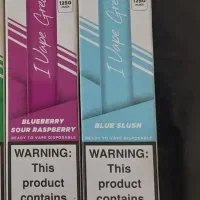 1250
I Vape Gre
BLUEBERRY
SOUR RASPBERRY
READY TO VAPE DISPOSABLE
WARNING:
This
product
contains
1250
I Vape Gre
BLUE SLUSH
READY TO VAPE DISPOSABLE
WARNING:
This
product
contains